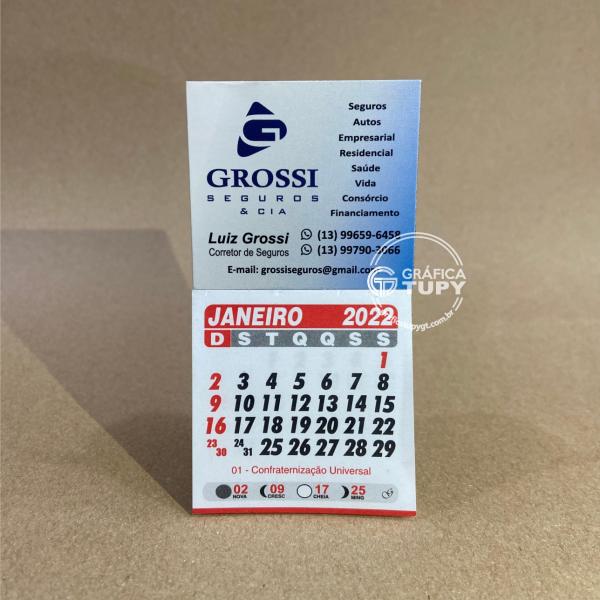 G
GROSSI
SEGUROS
& CIA
Seguros
Autos
Empresarial
Residencial
Saúde
Vida
Consórcio
Financiamento
Luiz Grossi
Corretor de Seguros
(13) 99659-6458
(13) 99790-3066
E-mail: grossiseguros@gmail.com
GRÁFICA
TUPY
graficatupygt.com.br
JANEIRO 2022
D S T Q Q S S
1
2 3 4 5 6 7 8
9 10 11 12 13 14 15
16 17 18 19 20 21 22
23/30 24/31 25 26 27 28 29
01 - Confraternização Universal
02 NOVA 09 CRESC 17 CHEIA 25 MING